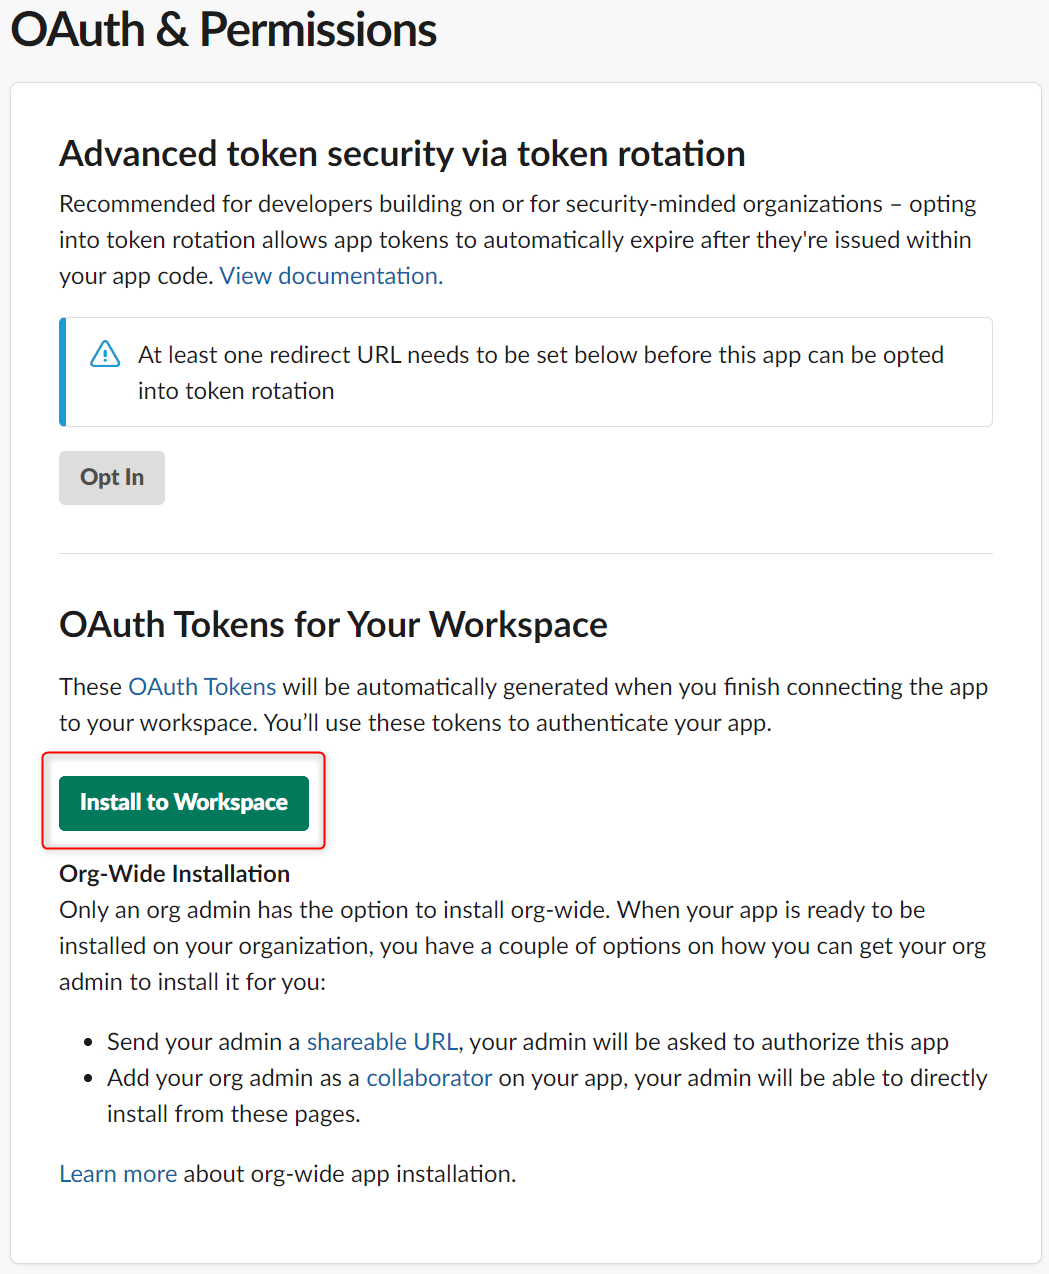 OAuth & Permissions
Advanced token security via token rotation
Recommended for developers building on or for security-minded organizations – opting
into token rotation allows app tokens to automatically expire after they're issued within
your app code. View documentation.
At least one redirect URL needs to be set below before this app can be opted
into token rotation
Opt In
OAuth Tokens for Your Workspace
These OAuth Tokens will be automatically generated when you finish connecting the app
to your workspace. You’ll use these tokens to authenticate your app.
Install to Workspace
Org-Wide Installation
Only an org admin has the option to install org-wide. When your app is ready to be
installed on your organization, you have a couple of options on how you can get your org
admin to install it for you:
• Send your admin a shareable URL, your admin will be asked to authorize this app
• Add your org admin as a collaborator on your app, your admin will be able to directly
install from these pages.
Learn more about org-wide app installation.